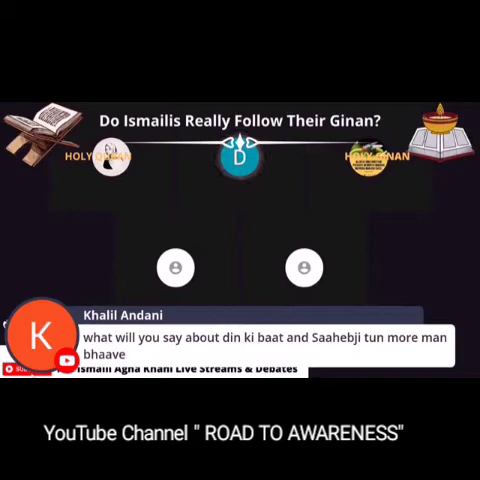 Do Ismailis Really Follow Their Ginan?
HOLY
D
GINAN
K
Khalil Andani
what will you say about din ki baat and Saahebji tun more man
bhaave
Ismaili Agha Khani Live Streams & Debates
YouTube Channel " ROAD TO AWARENESS"